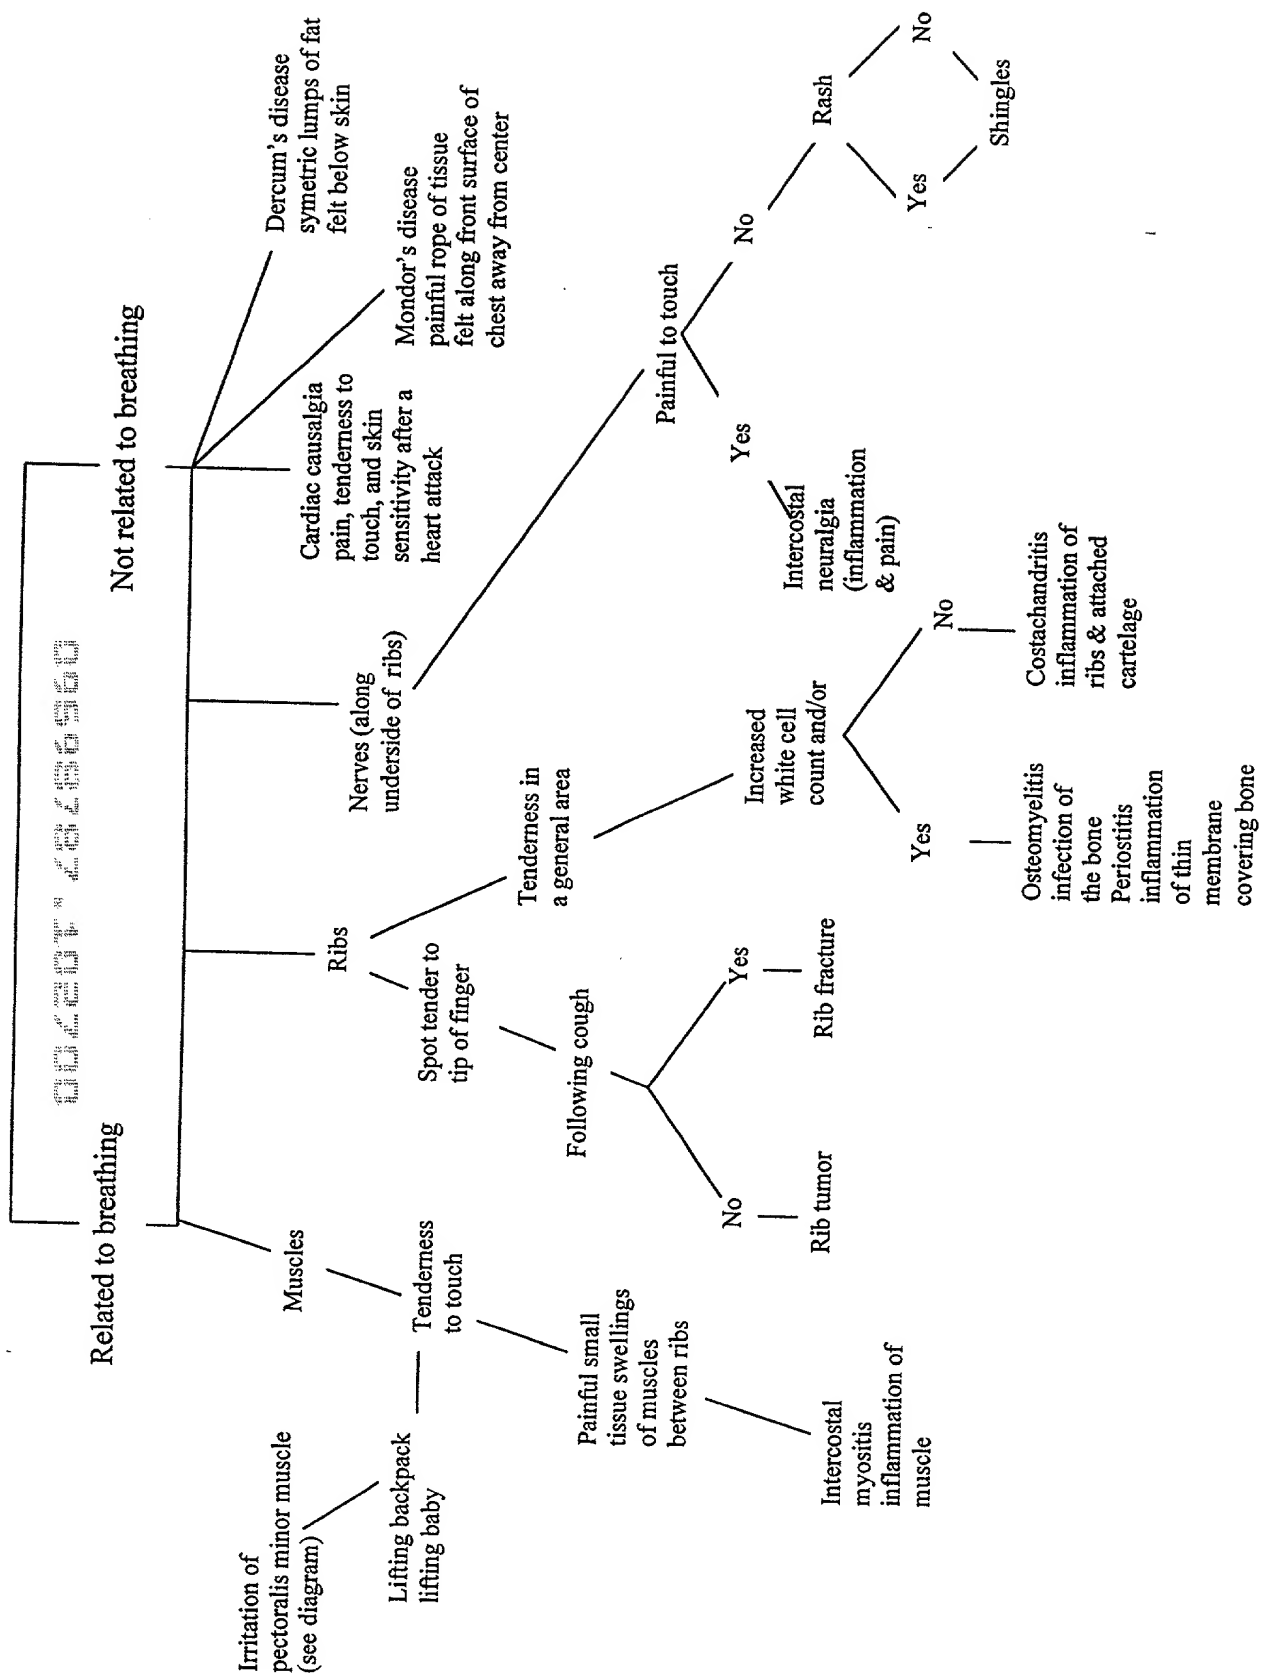 Related to breathing
Not related to breathing
Muscles
Tenderness
to touch
Lifting backpack
lifting baby
Irritation of
pectoralis minor muscle
(see diagram)
Painful small
tissue swellings
of muscles
between ribs
Intercostal
myositis
inflammation of
muscle
Ribs
Spot tender to
tip of finger
Following cough
No
Rib tumor
Yes
Rib fracture
Tenderness in
a general area
Increased
white cell
count and/or
Yes
Osteomyelitis
infection of
the bone
Periostitis
inflammation
of thin
membrane
covering bone
No
Costachandritis
inflammation of
ribs & attached
cartelage
Nerves (along
underside of ribs)
Painful to touch
Yes
Intercostal
neuralgia
(inflammation
& pain)
No
Rash
Yes
No
Shingles
Cardiac causalgia
pain, tenderness to
touch, and skin
sensitivity after a
heart attack
Mondor's disease
painful rope of tissue
felt along front surface of
chest away from center
Dercum's disease
symetric lumps of fat
felt below skin